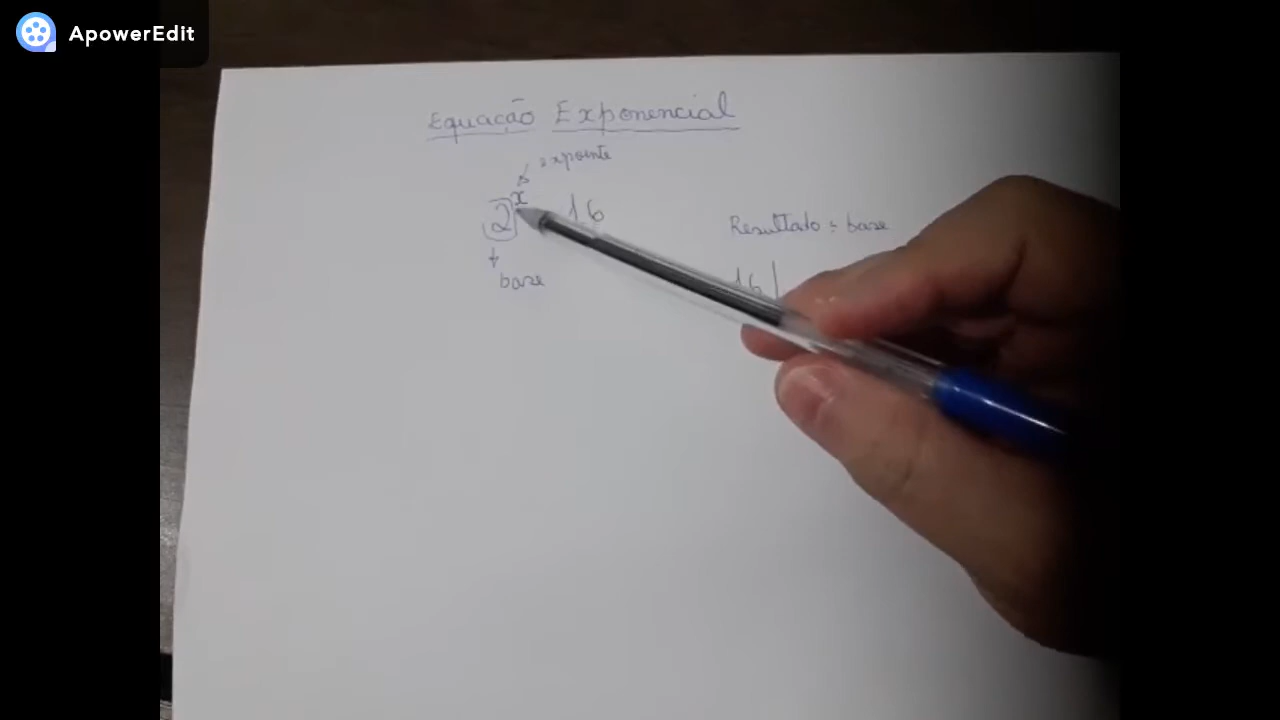 ApowerEdit
Equação Exponencial
expoente
2^x 16
base
Resultado ÷ base
16